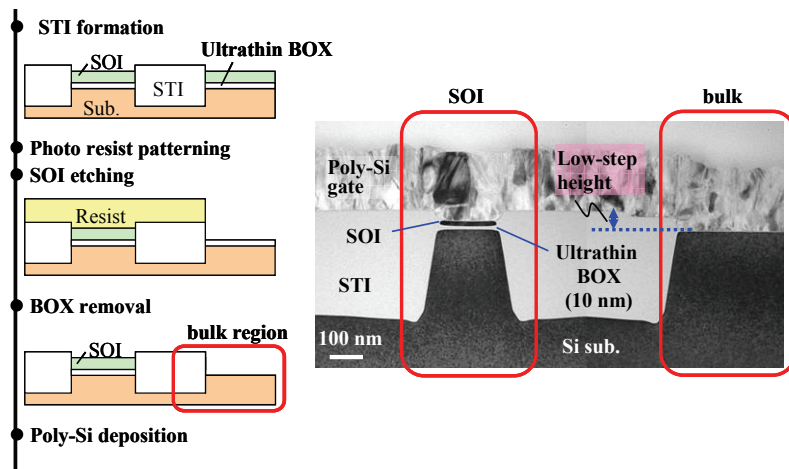 STI formation
Ultrathin BOX
SOI
STI
Sub.
Photo resist patterning
SOI etching
Resist
BOX removal
bulk region
SOI
Poly-Si deposition
SOI
bulk
Poly-Si
gate
Low-step
height
SOI
Ultrathin
BOX
(10 nm)
STI
100 nm
Si sub.